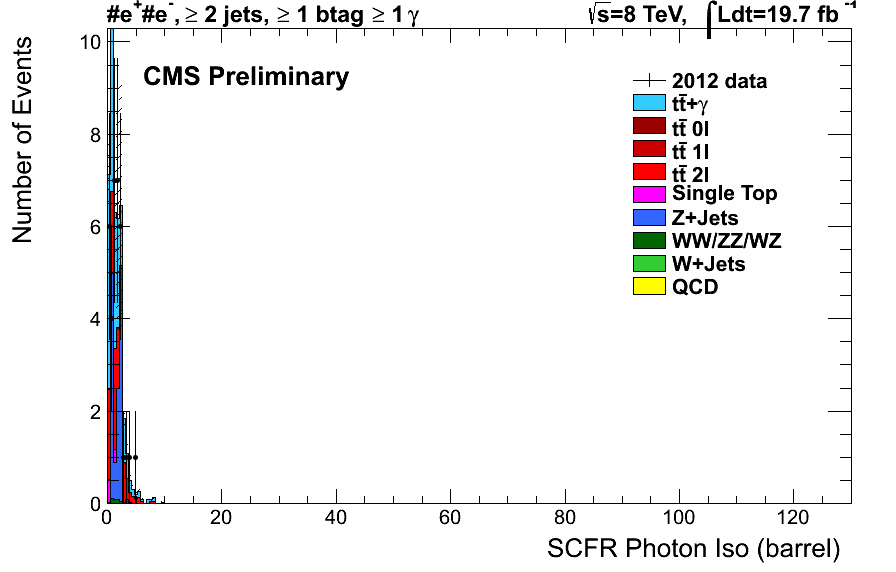 #e⁺#e⁻, ≥ 2 jets, ≥ 1 btag ≥ 1 γ
√s=8 TeV, ∫Ldt=19.7 fb⁻¹
CMS Preliminary
2012 data
tt̄+γ
tt̄ 0l
tt̄ 1l
tt̄ 2l
Single Top
Z+Jets
WW/ZZ/WZ
W+Jets
QCD
Number of Events
10
8
6
4
2
0
0 20 40 60 80 100 120
SCFR Photon Iso (barrel)